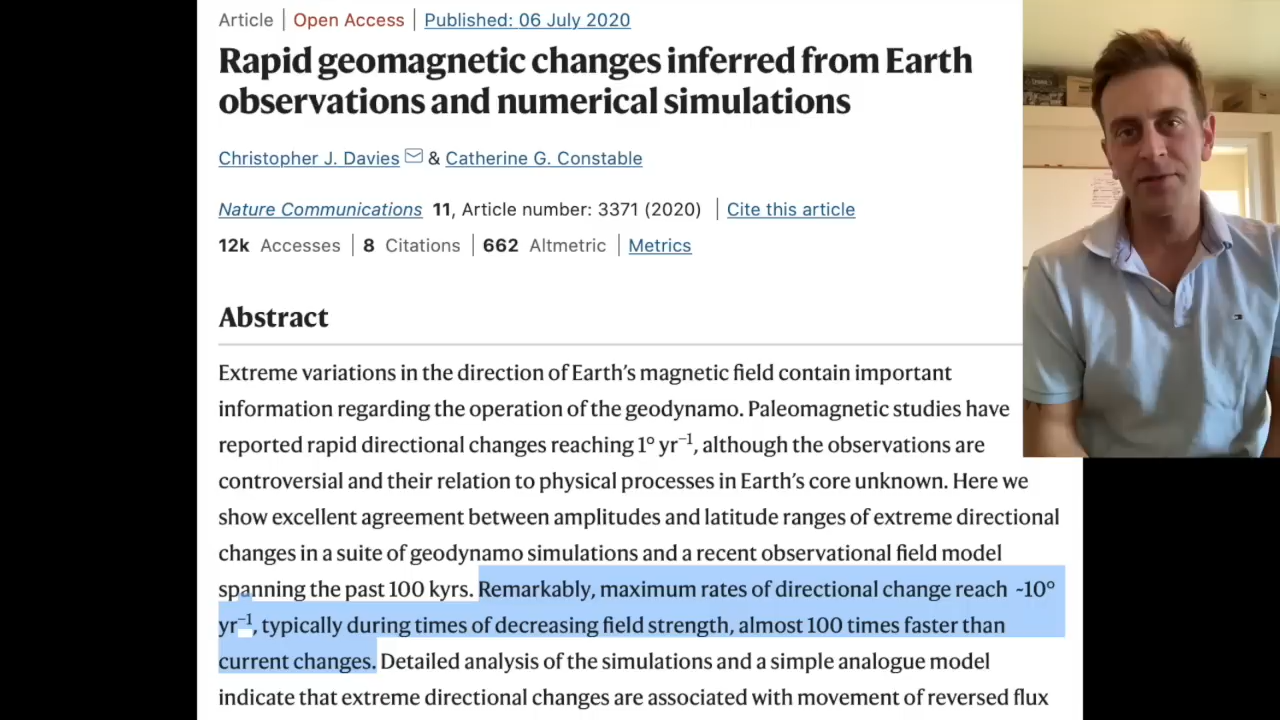 Article | Open Access | Published: 06 July 2020
Rapid geomagnetic changes inferred from Earth
observations and numerical simulations
Christopher J. Davies & Catherine G. Constable
Nature Communications 11, Article number: 3371 (2020) | Cite this article
12k Accesses | 8 Citations | 662 Altmetric | Metrics
Abstract
Extreme variations in the direction of Earth’s magnetic field contain important
information regarding the operation of the geodynamo. Paleomagnetic studies have
reported rapid directional changes reaching 1° yr⁻¹, although the observations are
controversial and their relation to physical processes in Earth’s core unknown. Here we
show excellent agreement between amplitudes and latitude ranges of extreme directional
changes in a suite of geodynamo simulations and a recent observational field model
spanning the past 100 kyrs. Remarkably, maximum rates of directional change reach ~10°
yr⁻¹, typically during times of decreasing field strength, almost 100 times faster than
current changes. Detailed analysis of the simulations and a simple analogue model
indicate that extreme directional changes are associated with movement of reversed flux